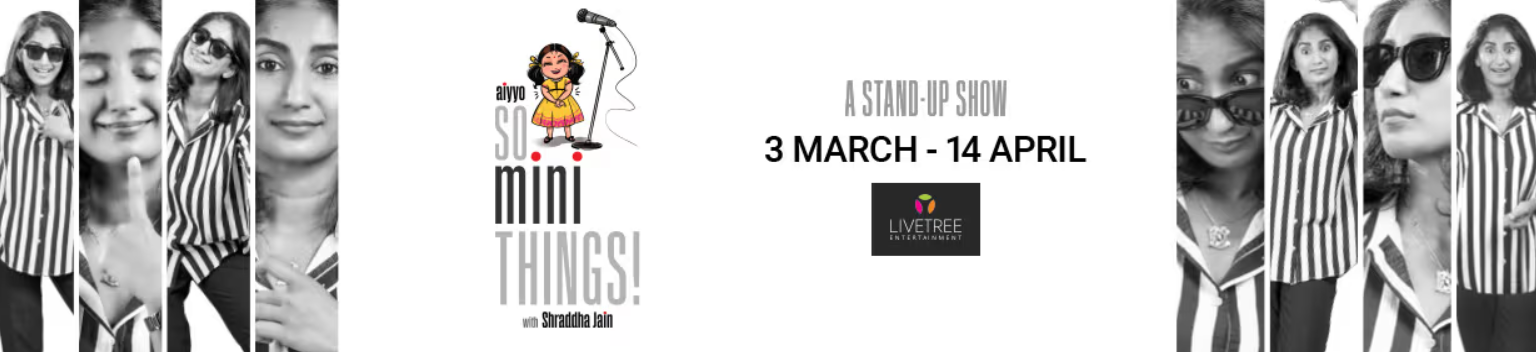 aiyyo
SO
mini
THINGS!
with Shraddha Jain
A STAND-UP SHOW
3 MARCH - 14 APRIL
LIVETREE
ENTERTAINMENT